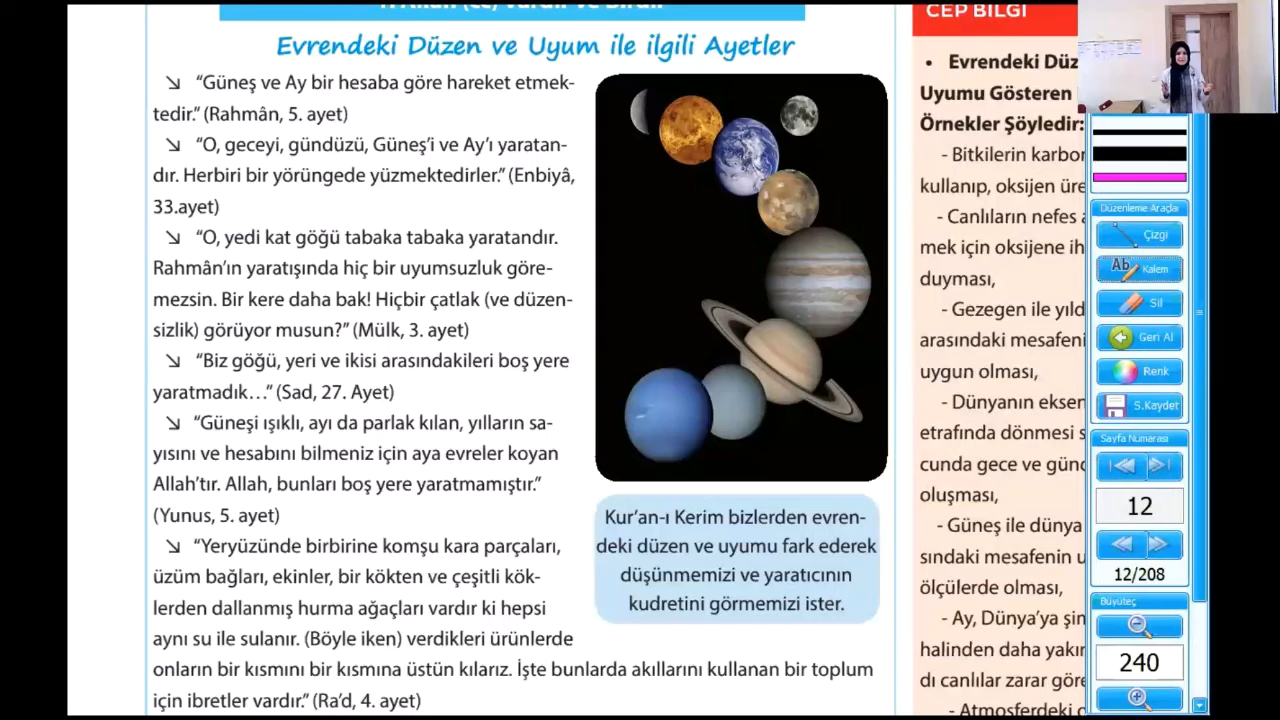 1. Allah (cc) Vardır ve Birdir
Evrendeki Düzen ve Uyum ile ilgili Ayetler
↘ “Güneş ve Ay bir hesaba göre hareket etmek-
tedir.” (Rahmân, 5. ayet)
↘ “O, geceyi, gündüzü, Güneş’i ve Ay’ı yaratan-
dır. Herbiri bir yörüngede yüzmektedirler.” (Enbiyâ,
33.ayet)
↘ “O, yedi kat göğü tabaka tabaka yaratandır.
Rahmân’ın yaratışında hiç bir uyumsuzluk göre-
mezsin. Bir kere daha bak! Hiçbir çatlak (ve düzen-
sizlik) görüyor musun?” (Mülk, 3. ayet)
↘ “Biz göğü, yeri ve ikisi arasındakileri boş yere
yaratmadık…” (Sad, 27. Ayet)
↘ “Güneşi ışıklı, ayı da parlak kılan, yılların sa-
yısını ve hesabını bilmeniz için aya evreler koyan
Allah’tır. Allah, bunları boş yere yaratmamıştır.”
(Yunus, 5. ayet)
↘ “Yeryüzünde birbirine komşu kara parçaları,
üzüm bağları, ekinler, bir kökten ve çeşitli kök-
lerden dallanmış hurma ağaçları vardır ki hepsi
aynı su ile sulanır. (Böyle iken) verdikleri ürünlerde
onların bir kısmını bir kısmına üstün kılarız. İşte bunlarda akıllarını kullanan bir toplum
için ibretler vardır.” (Ra’d, 4. ayet)
Kur’an-ı Kerim bizlerden evren-
deki düzen ve uyumu fark ederek
düşünmemizi ve yaratıcının
kudretini görmemizi ister.
CEP BİLGİ
• Evrendeki Düz
Uyumu Gösteren
Örnekler Şöyledir:
- Bitkilerin karbor
kullanıp, oksijen üre
- Canlıların nefes a
mek için oksijene ih
duyması,
- Gezegen ile yıld
arasındaki mesafeni
uygun olması,
- Dünyanın eksen
etrafında dönmesi s
cunda gece ve günd
oluşması,
- Güneş ile dünya
sındaki mesafenin u
ölçülerde olması,
- Ay, Dünya’ya şin
halinden daha yakır
dı canlılar zarar göre
- Atmosferdeki o
Düzenleme Araçlar
Çizgi
Ab
Kalem
Sil
Geri Al
Renk
S.Kaydet
Sayfa Numarası
12
12/208
Büyüteç
240